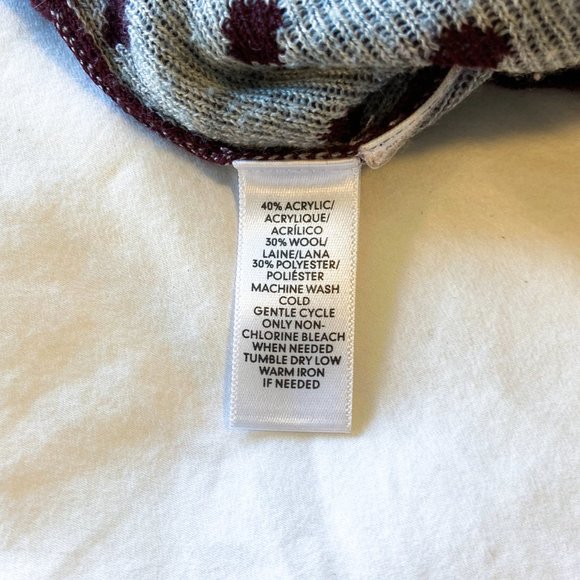 40% ACRYLIC/
ACRYLIQUE/
ACRÍLICO
30% WOOL/
LAINE/LANA
30% POLYESTER/
POLIÉSTER
MACHINE WASH
COLD
GENTLE CYCLE
ONLY NON-
CHLORINE BLEACH
WHEN NEEDED
TUMBLE DRY LOW
WARM IRON
IF NEEDED